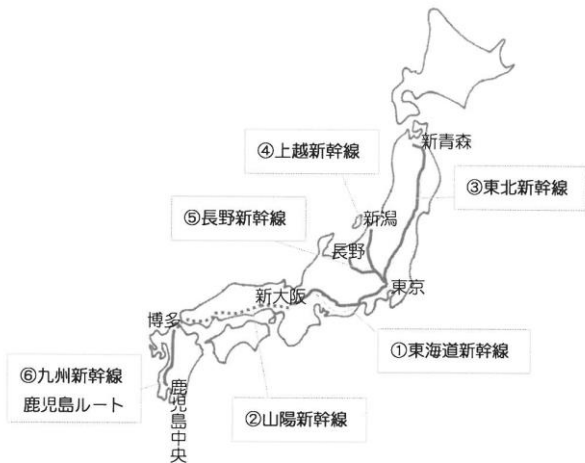 新青森
④上越新幹線
③東北新幹線
⑤長野新幹線
新潟
長野
新大阪
東京
博多
①東海道新幹線
⑥九州新幹線
鹿児島ルート
鹿児島中央
②山陽新幹線